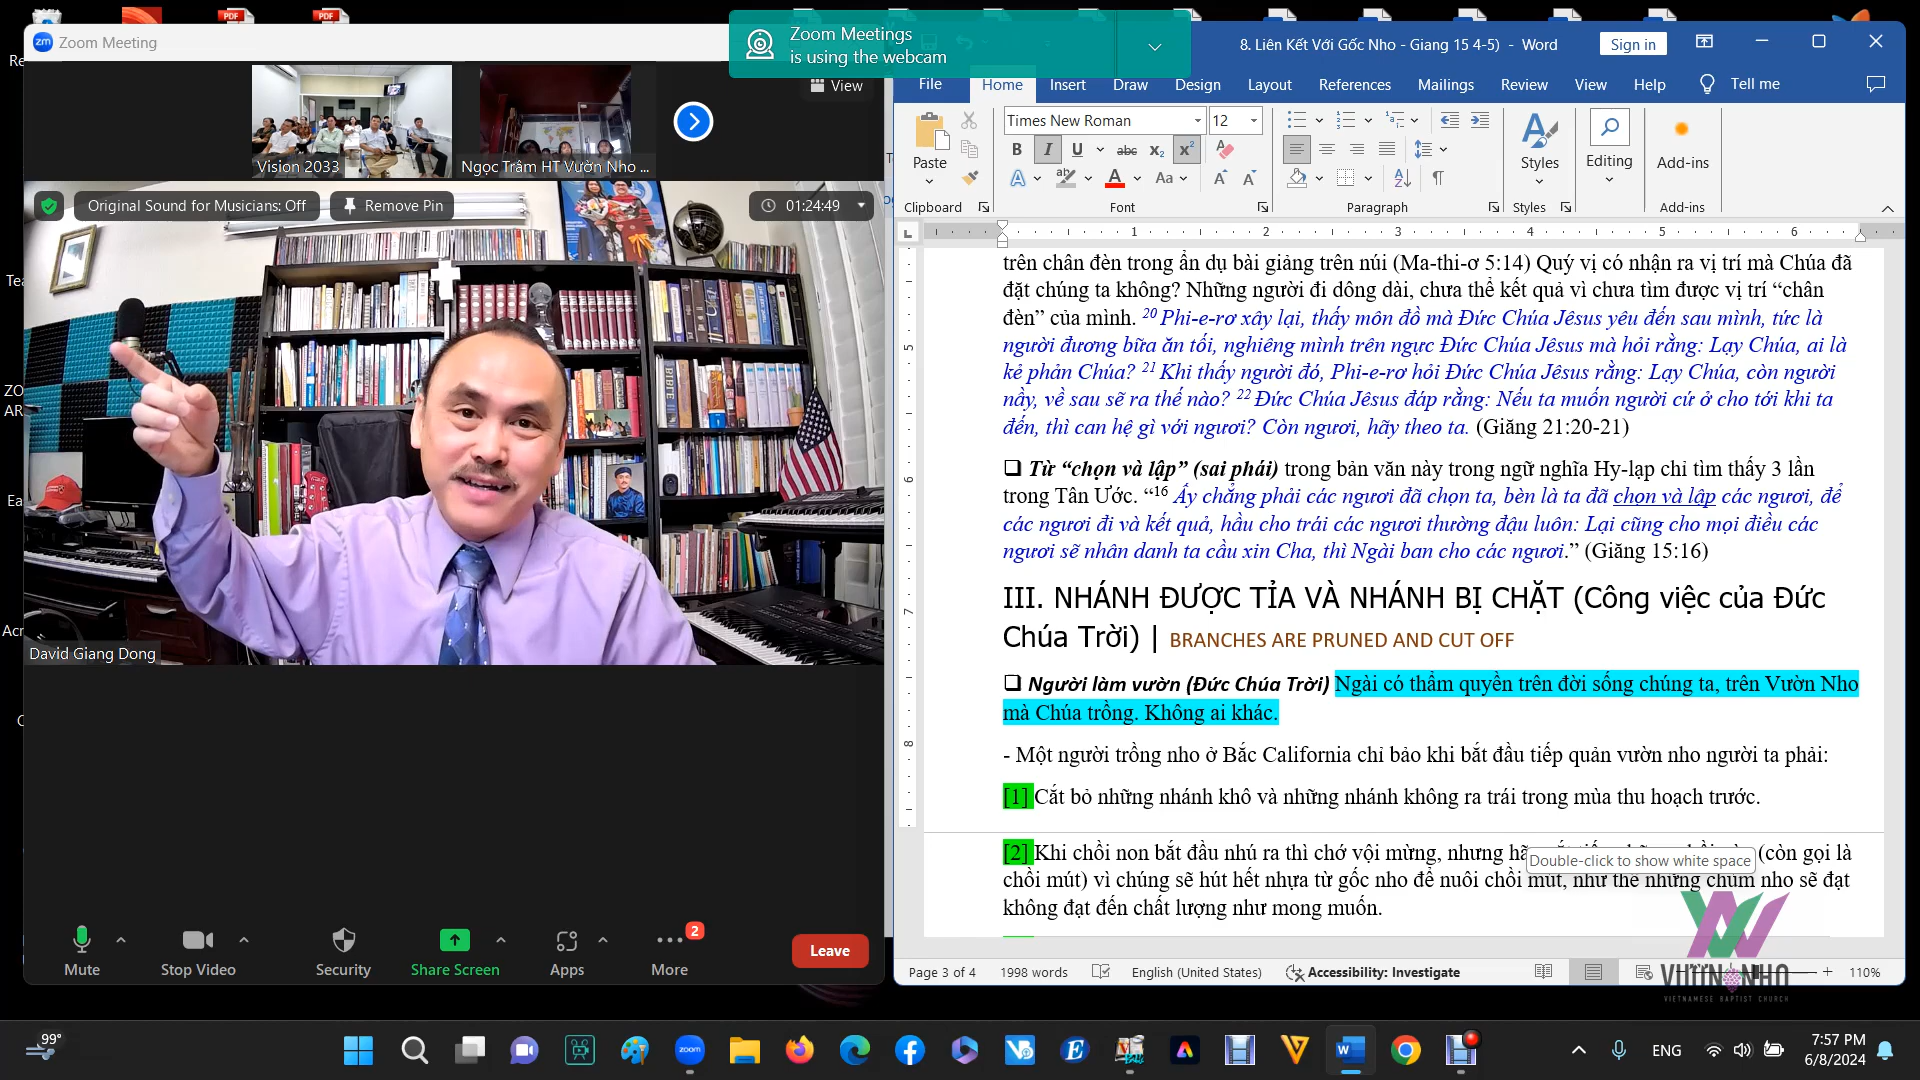 PDF
PDF
Zoom Meeting
Zoom Meetings
is using the webcam
8. Liên Kết Với Gốc Nho - Giang 15 4-5) - Word
Sign in
View
File Home Insert Draw Design Layout References Mailings Review View Help Tell me
Vision 2033
Ngọc Trâm HT Vườn Nho ...
Original Sound for Musicians: Off
Remove Pin
01:24:49
Times New Roman
12
Paste
Styles
Editing
Add-ins
Clipboard
Font
Paragraph
Styles
Add-ins
1 2 3 4 5 6
trên chân đèn trong ẩn dụ bài giảng trên núi (Ma-thi-ơ 5:14) Quý vị có nhận ra vị trí mà Chúa đã
đặt chúng ta không? Những người đi dông dài, chưa thể kết quả vì chưa tìm được vị trí “chân
đèn” của mình. 20 Phi-e-rơ xây lại, thấy môn đồ mà Đức Chúa Jêsus yêu đến sau mình, tức là
người đương bữa ăn tối, nghiêng mình trên ngực Đức Chúa Jêsus mà hỏi rằng: Lạy Chúa, ai là
kẻ phản Chúa? 21 Khi thấy người đó, Phi-e-rơ hỏi Đức Chúa Jêsus rằng: Lạy Chúa, còn người
nầy, về sau sẽ ra thế nào? 22 Đức Chúa Jêsus đáp rằng: Nếu ta muốn người cứ ở cho tới khi ta
đến, thì can hệ gì với ngươi? Còn ngươi, hãy theo ta. (Giăng 21:20-21)
❑ Từ “chọn và lập” (sai phái) trong bản văn này trong ngữ nghĩa Hy-lạp chỉ tìm thấy 3 lần
trong Tân Ước. “16 Ấy chẳng phải các ngươi đã chọn ta, bèn là ta đã chọn và lập các ngươi, để
các ngươi đi và kết quả, hầu cho trái các ngươi thường đậu luôn: Lại cũng cho mọi điều các
ngươi sẽ nhân danh ta cầu xin Cha, thì Ngài ban cho các ngươi.” (Giăng 15:16)
III. NHÁNH ĐƯỢC TỈA VÀ NHÁNH BỊ CHẶT (Công việc của Đức
Chúa Trời) | BRANCHES ARE PRUNED AND CUT OFF
❑ Người làm vườn (Đức Chúa Trời) Ngài có thẩm quyền trên đời sống chúng ta, trên Vườn Nho
mà Chúa trồng. Không ai khác.
- Một người trồng nho ở Bắc California chỉ bảo khi bắt đầu tiếp quản vườn nho người ta phải:
[1] Cắt bỏ những nhánh khô và những nhánh không ra trái trong mùa thu hoạch trước.
[2] Khi chồi non bắt đầu nhú ra thì chớ vội mừng, nhưng (còn gọi là
Double-click to show white space
chồi mút) vì chúng sẽ hút hết nhựa từ gốc nho để nuôi chồi mút, như thế những chùm nho sẽ đạt
không đạt đến chất lượng như mong muốn.
5
6
7
8
BIBLE
David Giang Dong
Mute
Stop Video
Security
Share Screen
Apps
More
2
Leave
Page 3 of 4
1998 words
English (United States)
Accessibility: Investigate
110%
VƯỜN NHO
VIETNAMESE BAPTIST CHURCH
99°
zoom
ENG
7:57 PM
6/8/2024